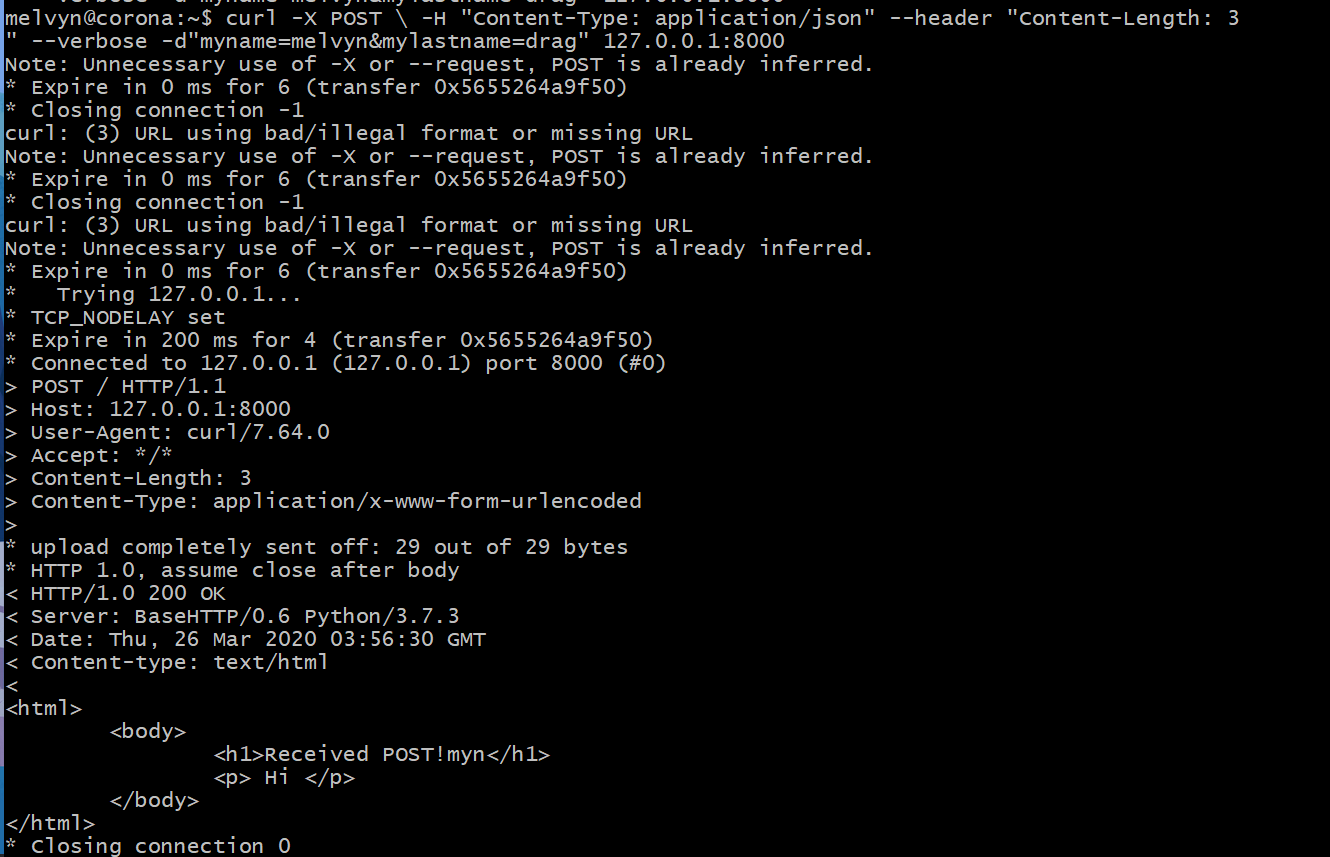 melvyn@corona:~$ curl -X POST \ -H "Content-Type: application/json" --header "Content-Length: 3
" --verbose -d"myname=melvyn&mylastname=drag" 127.0.0.1:8000
Note: Unnecessary use of -X or --request, POST is already inferred.
* Expire in 0 ms for 6 (transfer 0x5655264a9f50)
* Closing connection -1
curl: (3) URL using bad/illegal format or missing URL
Note: Unnecessary use of -X or --request, POST is already inferred.
* Expire in 0 ms for 6 (transfer 0x5655264a9f50)
* Closing connection -1
curl: (3) URL using bad/illegal format or missing URL
Note: Unnecessary use of -X or --request, POST is already inferred.
* Expire in 0 ms for 6 (transfer 0x5655264a9f50)
*   Trying 127.0.0.1...
* TCP_NODELAY set
* Expire in 200 ms for 4 (transfer 0x5655264a9f50)
* Connected to 127.0.0.1 (127.0.0.1) port 8000 (#0)
> POST / HTTP/1.1
> Host: 127.0.0.1:8000
> User-Agent: curl/7.64.0
> Accept: */*
> Content-Length: 3
> Content-Type: application/x-www-form-urlencoded
>
* upload completely sent off: 29 out of 29 bytes
* HTTP 1.0, assume close after body
< HTTP/1.0 200 OK
< Server: BaseHTTP/0.6 Python/3.7.3
< Date: Thu, 26 Mar 2020 03:56:30 GMT
< Content-type: text/html
<
<html>
        <body>
                <h1>Received POST!myn</h1>
                <p> Hi </p>
        </body>
</html>
* Closing connection 0